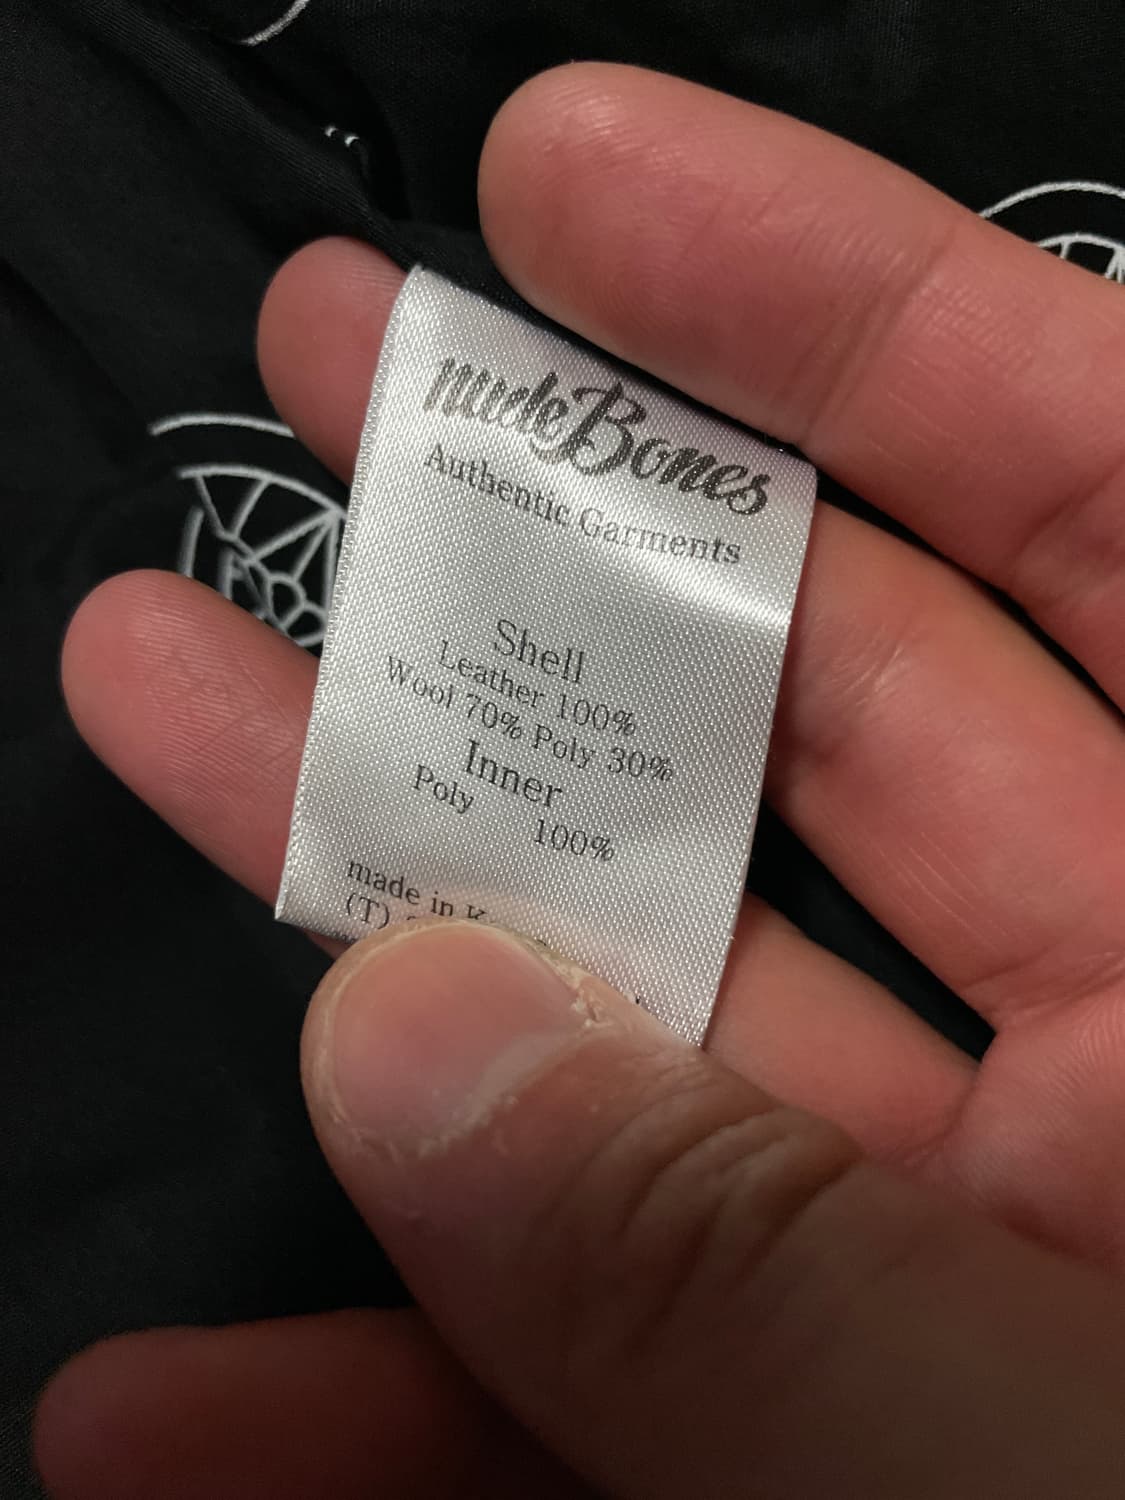 nudeBones
Authentic Garments
Shell
Leather 100%
Wool 70% Poly 30%
Inner
Poly 100%
made in
(T)